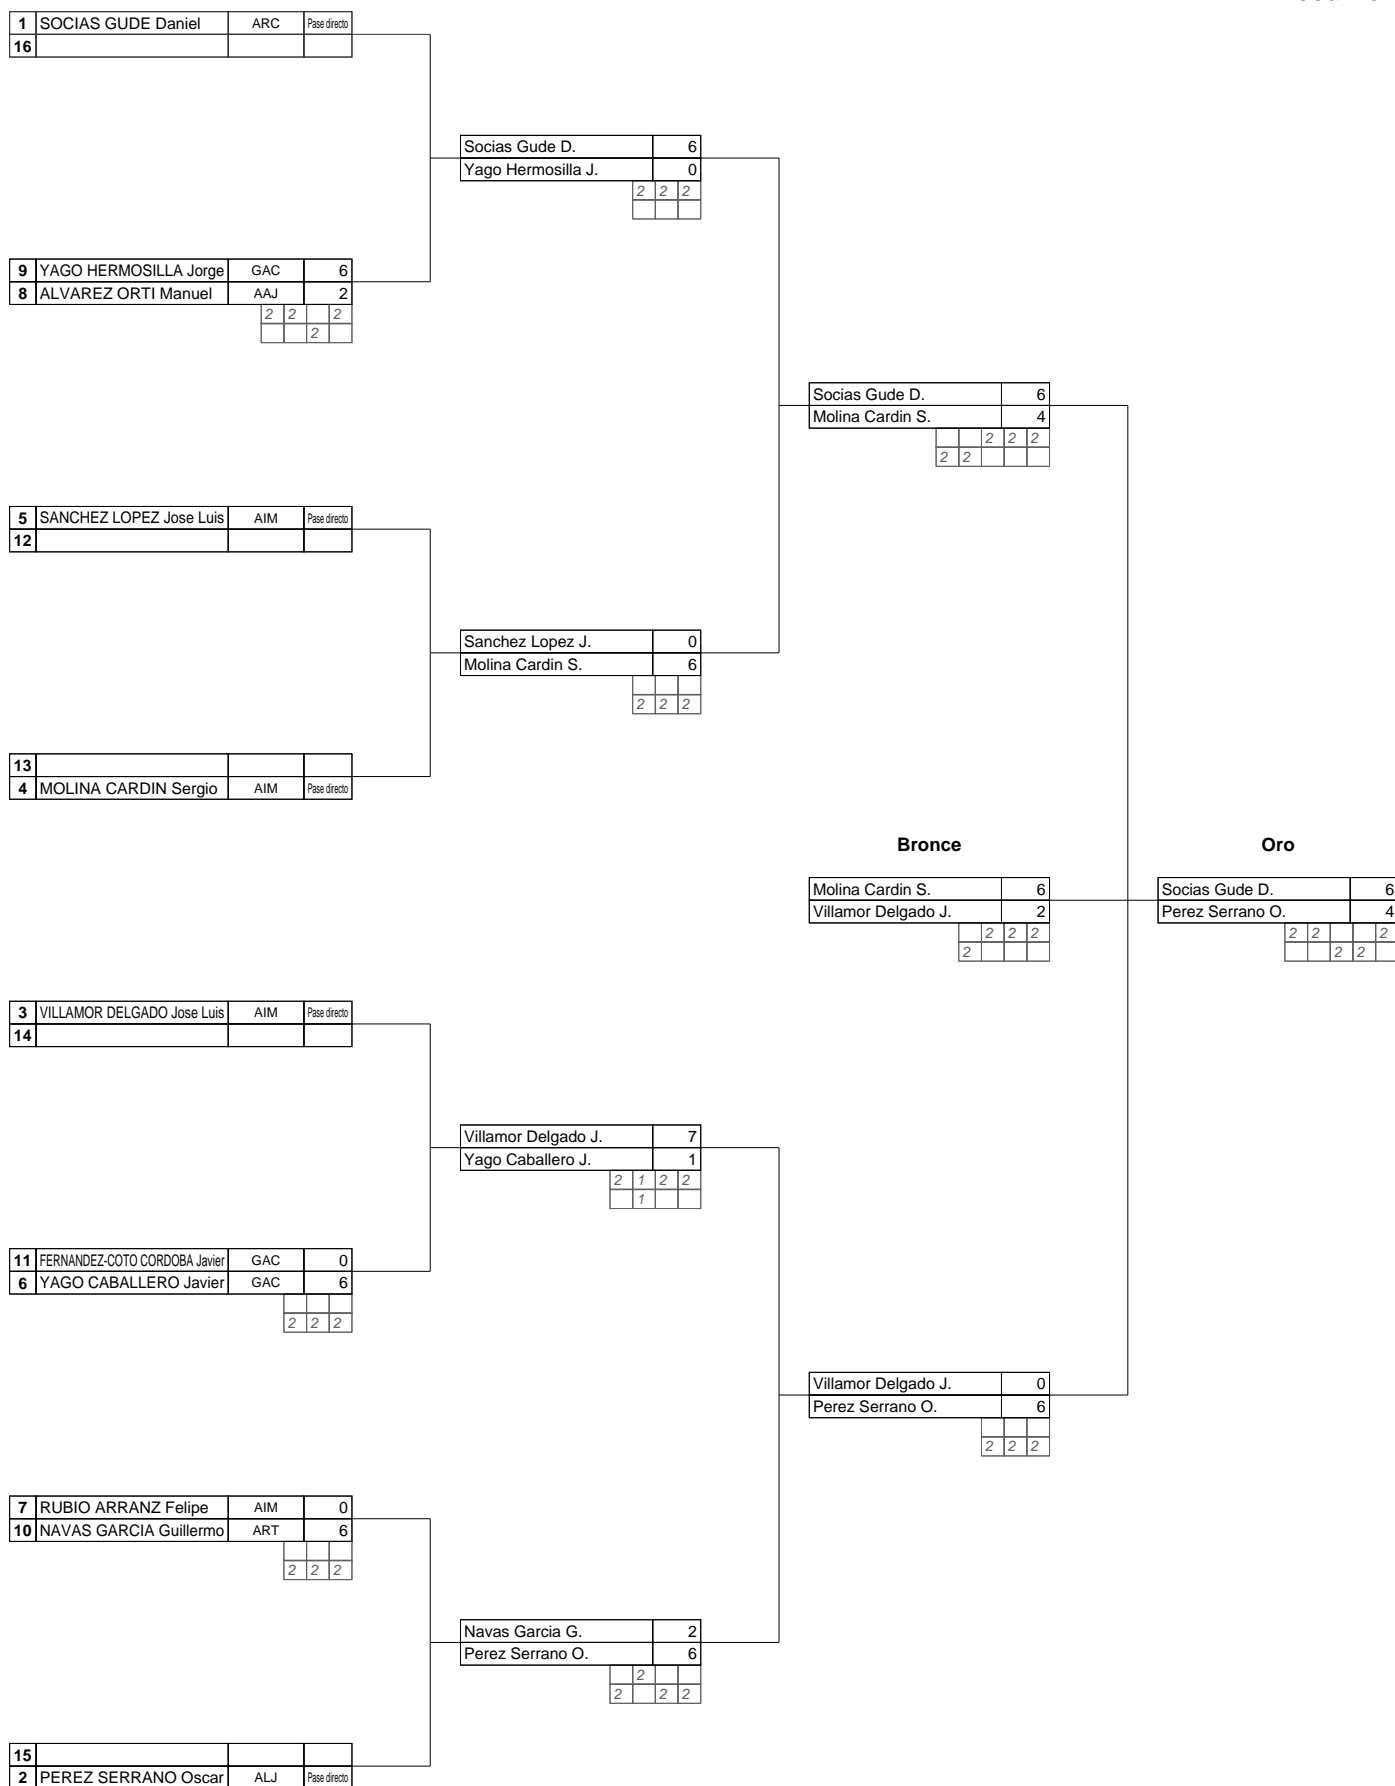 1 SOCIAS GUDE Daniel ARC Pase directo
16
Socias Gude D. 6
Yago Hermosilla J. 0
2 2 2
9 YAGO HERMOSILLA Jorge GAC 6
8 ALVAREZ ORTI Manuel AAJ 2
2 2 2
2
Socias Gude D. 6
Molina Cardin S. 4
2 2 2
2 2
5 SANCHEZ LOPEZ Jose Luis AIM Pase directo
12
Sanchez Lopez J. 0
Molina Cardin S. 6
2 2 2
13
4 MOLINA CARDIN Sergio AIM Pase directo
Bronce Oro
Molina Cardin S. 6 Socias Gude D. 6
Villamor Delgado J. 2 Perez Serrano O. 4
2 2 2 2 2 2
2 2 2
3 VILLAMOR DELGADO Jose Luis AIM Pase directo
14
Villamor Delgado J. 7
Yago Caballero J. 1
2 1 2 2
1
11 FERNANDEZ-COTO CORDOBA Javier GAC 0
6 YAGO CABALLERO Javier GAC 6
2 2 2
Villamor Delgado J. 0
Perez Serrano O. 6
2 2 2
7 RUBIO ARRANZ Felipe AIM 0
10 NAVAS GARCIA Guillermo ART 6
2 2 2
Navas Garcia G. 2
Perez Serrano O. 6
2
2 2 2
15
2 PEREZ SERRANO Oscar ALJ Pase directo